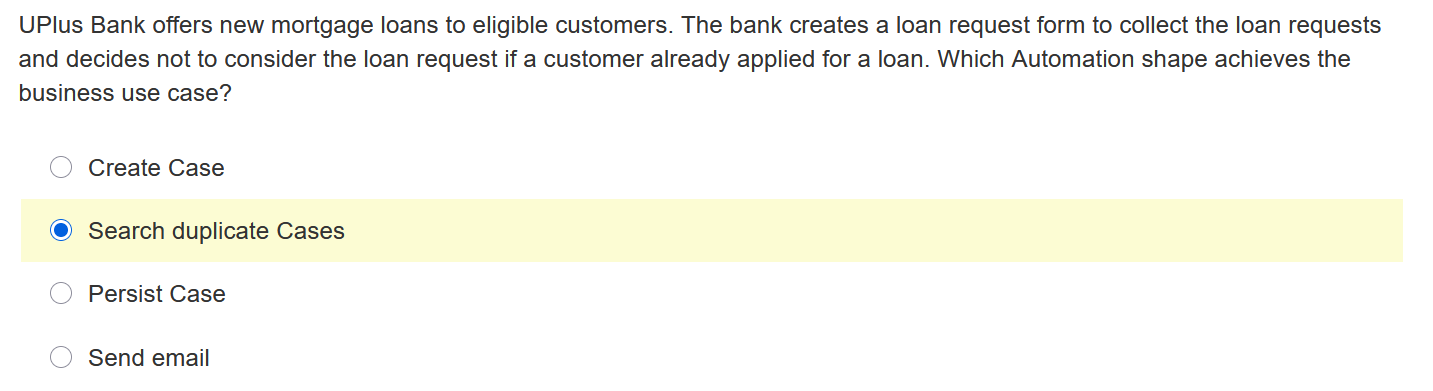 UPlus Bank offers new mortgage loans to eligible customers. The bank creates a loan request form to collect the loan requests
and decides not to consider the loan request if a customer already applied for a loan. Which Automation shape achieves the
business use case?
Create Case
Search duplicate Cases
Persist Case
Send email